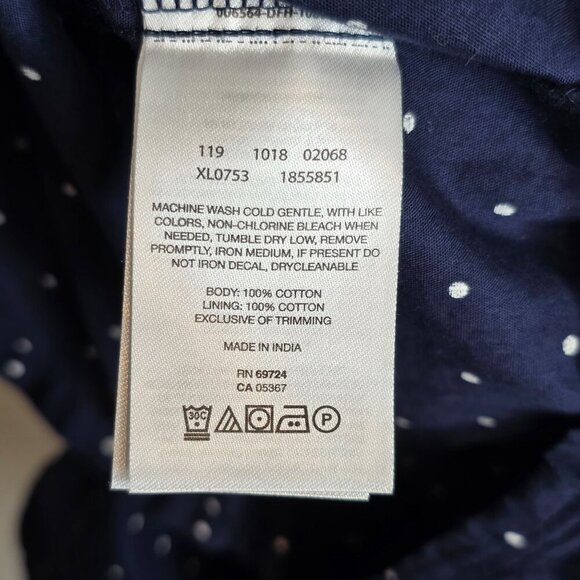 119 1018 02068
XL0753 1855851
MACHINE WASH COLD GENTLE, WITH LIKE
COLORS, NON-CHLORINE BLEACH WHEN
NEEDED, TUMBLE DRY LOW, REMOVE
PROMPTLY, IRON MEDIUM, IF PRESENT DO
NOT IRON DECAL, DRYCLEANABLE
BODY: 100% COTTON
LINING: 100% COTTON
EXCLUSIVE OF TRIMMING
MADE IN INDIA
RN 69724
CA 05367
30C P